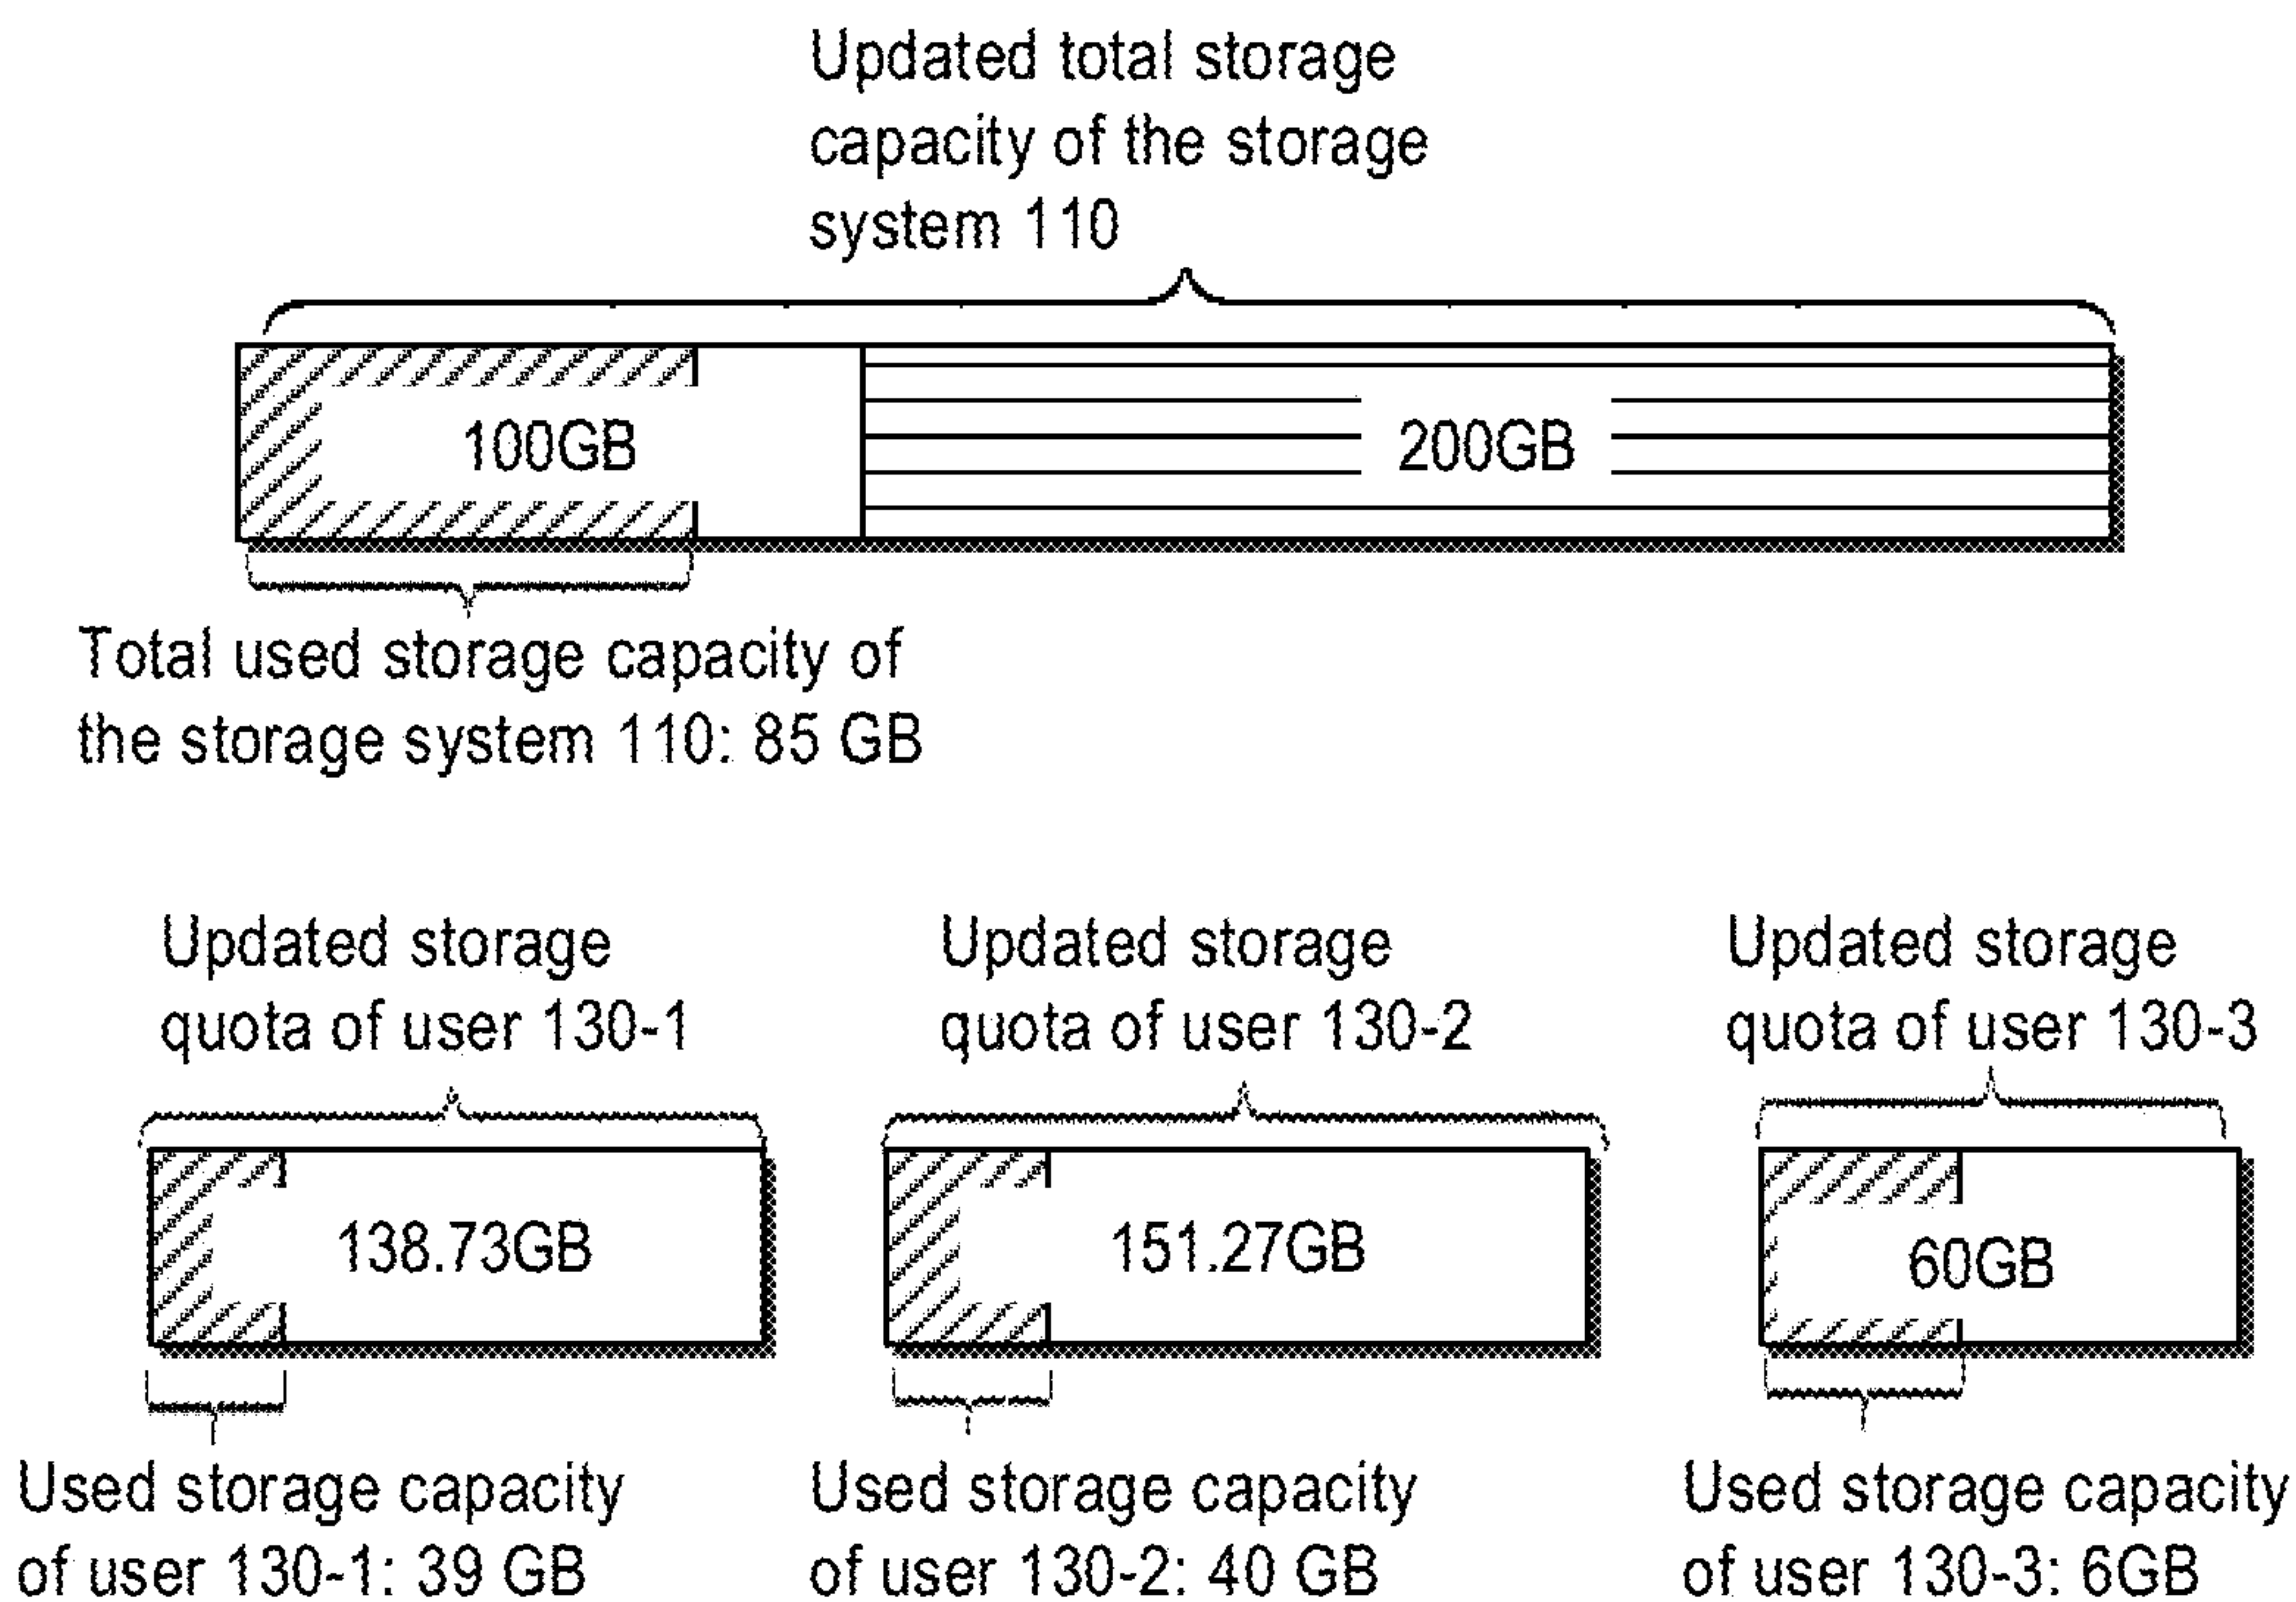 Updated total storage
capacity of the storage
system 110
100GB
200GB
Total used storage capacity of
the storage system 110: 85 GB
Updated storage
quota of user 130-1
Updated storage
quota of user 130-2
Updated storage
quota of user 130-3
138.73GB
151.27GB
60GB
Used storage capacity
of user 130-1: 39 GB
Used storage capacity
of user 130-2: 40 GB
Used storage capacity
of user 130-3: 6GB